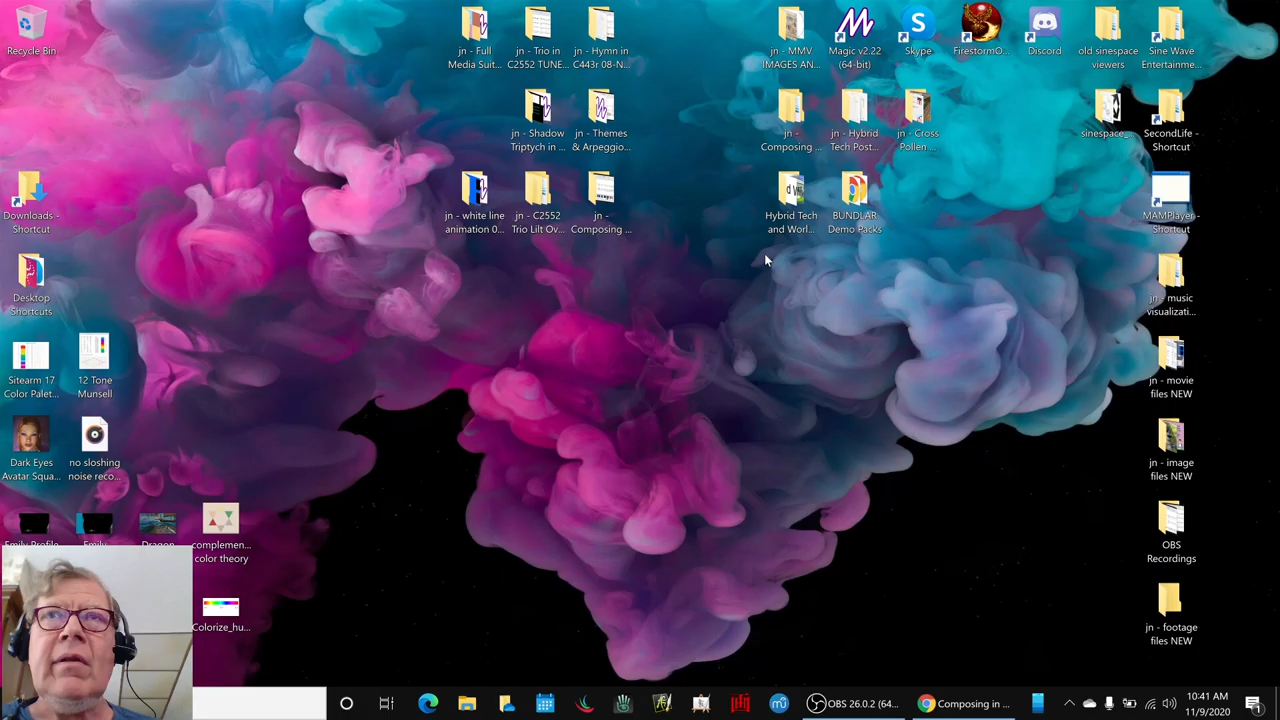 Recycle Bin
jn - Full
Media Suit...
jn - Trio in
C2552 TUNE...
jn - Hymn in
C443r 08-N...
jn - MMV
IMAGES AN...
Magic v2.22
(64-bit)
Skype
FirestormO...
Discord
old sinespace
viewers
Sine Wave
Entertainme...
jn - Shadow
Triptych in ...
jn - Themes
& Arpeggio...
jn -
Composing ...
jn - Hybrid
Tech Post...
jn - Cross
Pollen ...
sinespace_...
SecondLife -
Shortcut
Downloads -
Shortcut
jn - white line
animation 0...
jn - C2552
Trio Lilt Ov...
jn -
Composing ...
Hybrid Tech
and Worl...
BUNDLAR
Demo Packs
MAMPlayer -
Shortcut
Desktop
Shortcuts
jn - music
visualizati...
Sitearm 17
Color Palet...
12 Tone
Munsell
jn - movie
files NEW
Dark Eyes
Avatar Squa...
no sloshing
noise reco...
jn - image
files NEW
Emily Profile
Emily
Dragon
complemen...
color theory
OBS
Recordings
Colorize_hu...
jn - footage
files NEW
OBS 26.0.2 (64...
Composing in ...
10:41 AM
11/9/2020